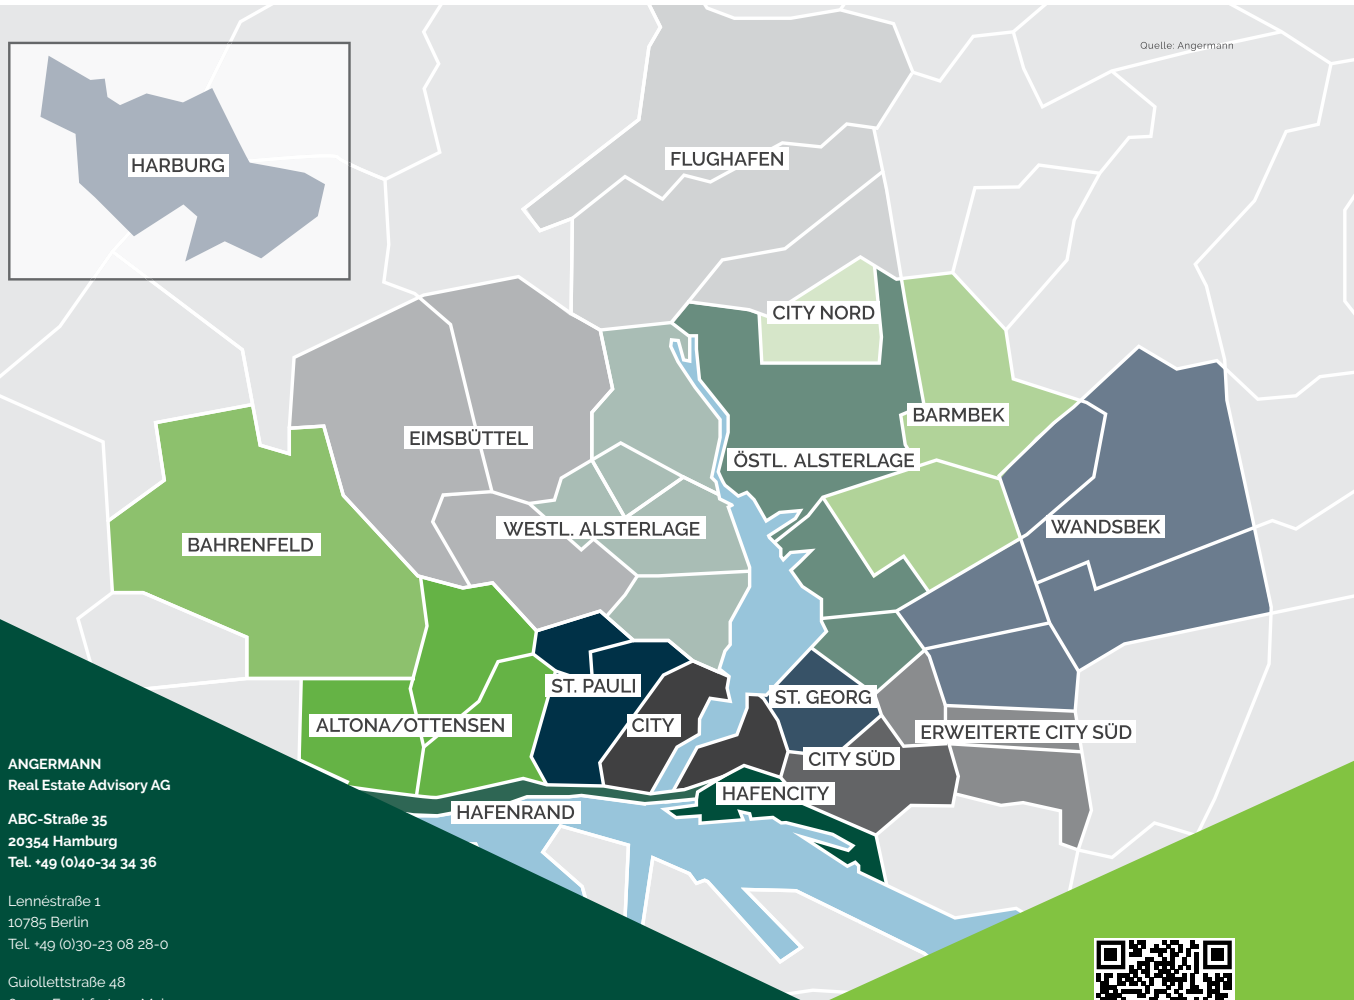 Quelle: Angermann
HARBURG
FLUGHAFEN
CITY NORD
BARMBEK
EIMSBÜTTEL
ÖSTL. ALSTERLAGE
WESTL. ALSTERLAGE
WANDSBEK
BAHRENFELD
ST. PAULI
ST. GEORG
ALTONA/OTTENSEN
CITY
ERWEITERTE CITY SÜD
CITY SÜD
HAFENCITY
HAFENRAND
ANGERMANN
Real Estate Advisory AG
ABC-Straße 35
20354 Hamburg
Tel. +49 (0)40-34 34 36
Lennéstraße 1
10785 Berlin
Tel. +49 (0)30-23 08 28-0
Guiollettstraße 48